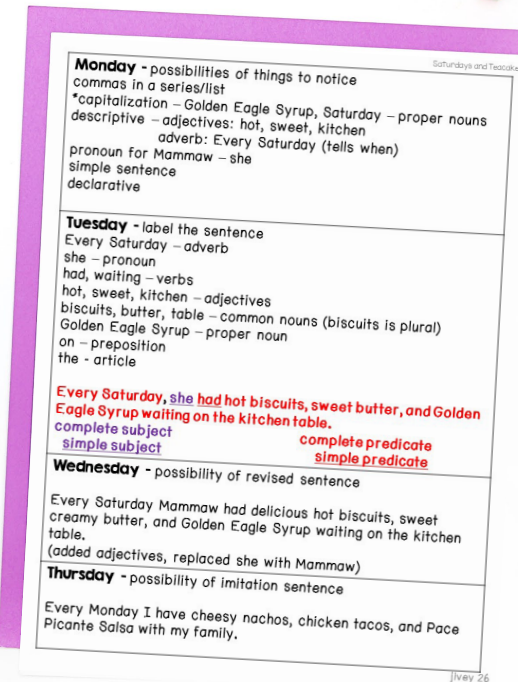 Saturdays and Teacake
Monday - possibilities of things to notice
commas in a series/list
*capitalization – Golden Eagle Syrup, Saturday – proper nouns
descriptive – adjectives: hot, sweet, kitchen
adverb: Every Saturday (tells when)
pronoun for Mammaw – she
simple sentence
declarative
Tuesday - label the sentence
Every Saturday – adverb
she – pronoun
had, waiting – verbs
hot, sweet, kitchen – adjectives
biscuits, butter, table – common nouns (biscuits is plural)
Golden Eagle Syrup – proper noun
on – preposition
the - article
Every Saturday, she had hot biscuits, sweet butter, and Golden
Eagle Syrup waiting on the kitchen table.
complete subject complete predicate
simple subject simple predicate
Wednesday - possibility of revised sentence
Every Saturday Mammaw had delicious hot biscuits, sweet
creamy butter, and Golden Eagle Syrup waiting on the kitchen
table.
(added adjectives, replaced she with Mammaw)
Thursday - possibility of imitation sentence
Every Monday I have cheesy nachos, chicken tacos, and Pace
Picante Salsa with my family.
jivey 26